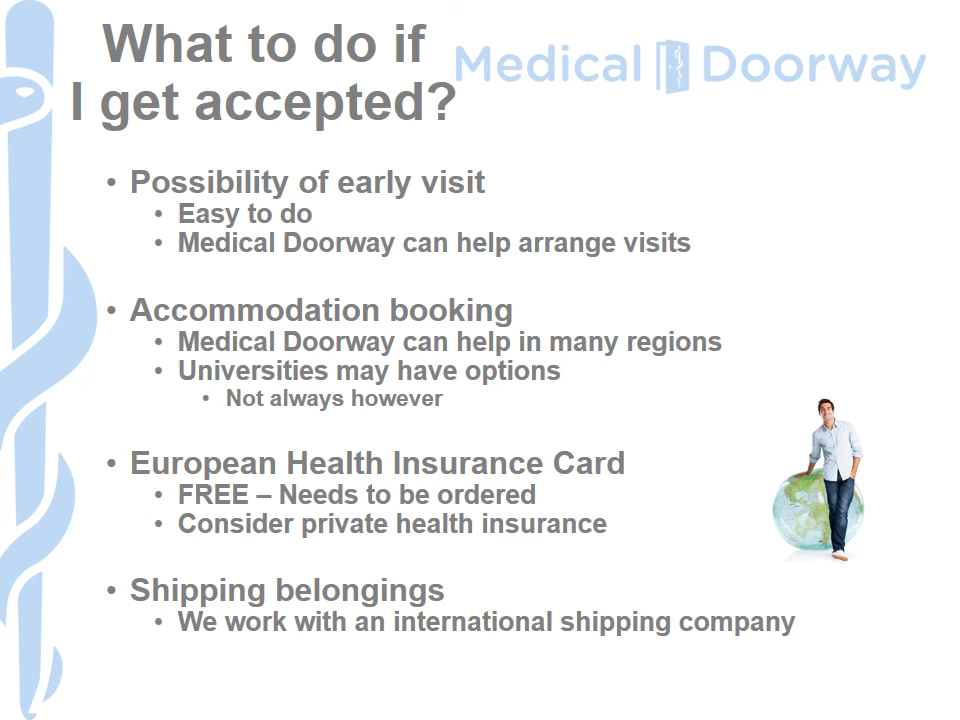 What to do if
I get accepted?
Medical Doorway
• Possibility of early visit
• Easy to do
• Medical Doorway can help arrange visits
• Accommodation booking
• Medical Doorway can help in many regions
• Universities may have options
• Not always however
• European Health Insurance Card
• FREE – Needs to be ordered
• Consider private health insurance
• Shipping belongings
• We work with an international shipping company